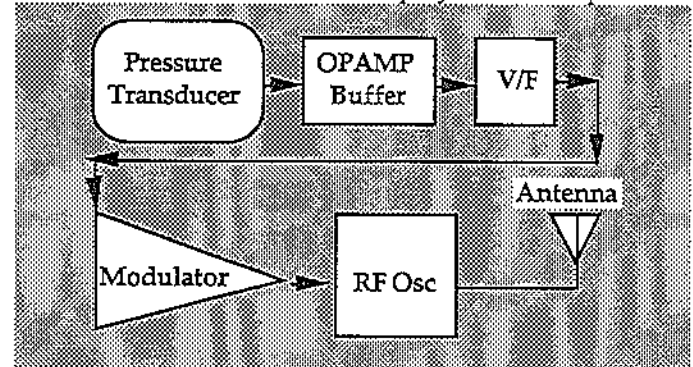 Pressure
Transducer
OPAMP
Buffer
V/F
Antenna
Modulator
RF Osc